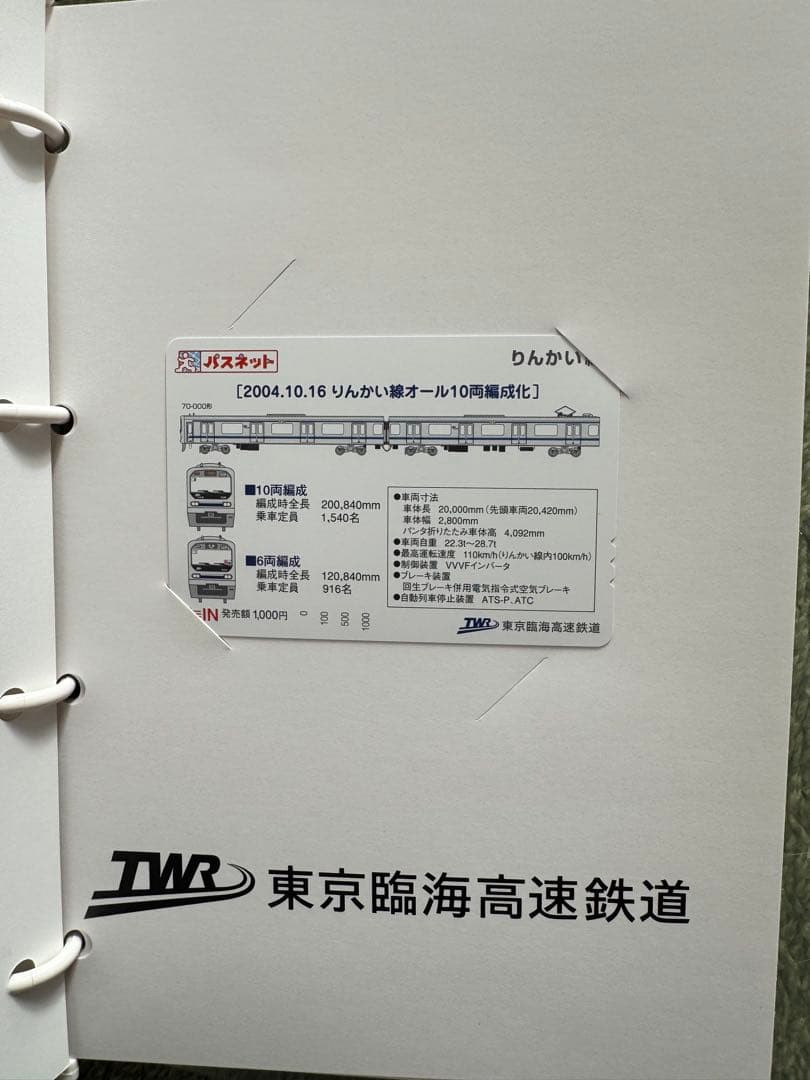 パスネット
りんかい
[2004.10.16 りんかい線オール10両編成化]
70-000形
■10両編成
編成時全長 200,840mm
乗車定員 1,540名
■6両編成
編成時全長 120,840mm
乗車定員 916名
●車両寸法
車体長 20,000mm(先頭車両20,420mm)
車体幅 2,800mm
パンタ折りたたみ車体高 4,092mm
●車両自重 22.3t~28.7t
●最高運転速度 110km/h(りんかい線内100km/h)
●制御装置 VVVFインバータ
●ブレーキ装置
回生ブレーキ併用電気指令式空気ブレーキ
●自動列車停止装置 ATS-P、ATC
IN 発売額 1,000円
0
100
500
1000
TWR 東京臨海高速鉄道
TWR 東京臨海高速鉄道